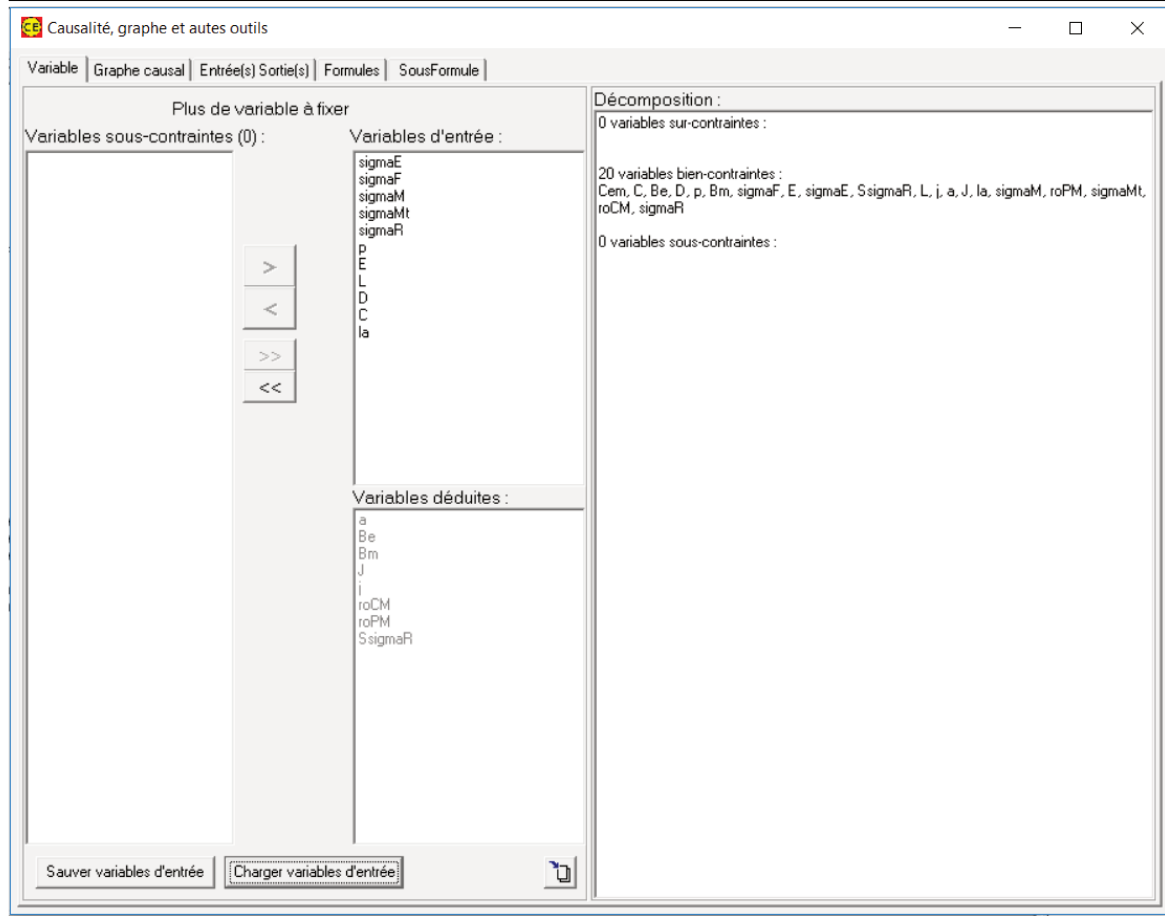 CE Causalité, graphe et autes outils
Variable Graphe causal Entrée(s) Sortie(s) Formules SousFormule
Plus de variable à fixer
Variables sous-contraintes (0) :
Variables d'entrée :
sigmaE
sigmaF
sigmaM
sigmaMt
sigmaR
p
E
L
D
C
la
>
<
>>
<<
Variables déduites :
a
Be
Bm
J
j
roCM
roPM
SsigmaR
Sauver variables d'entrée Charger variables d'entrée
Décomposition :
0 variables sur-contraintes :
20 variables bien-contraintes :
Cem, C, Be, D, p, Bm, sigmaF, E, sigmaE, SsigmaR, L, j, a, J, la, sigmaM, roPM, sigmaMt,
roCM, sigmaR
0 variables sous-contraintes :